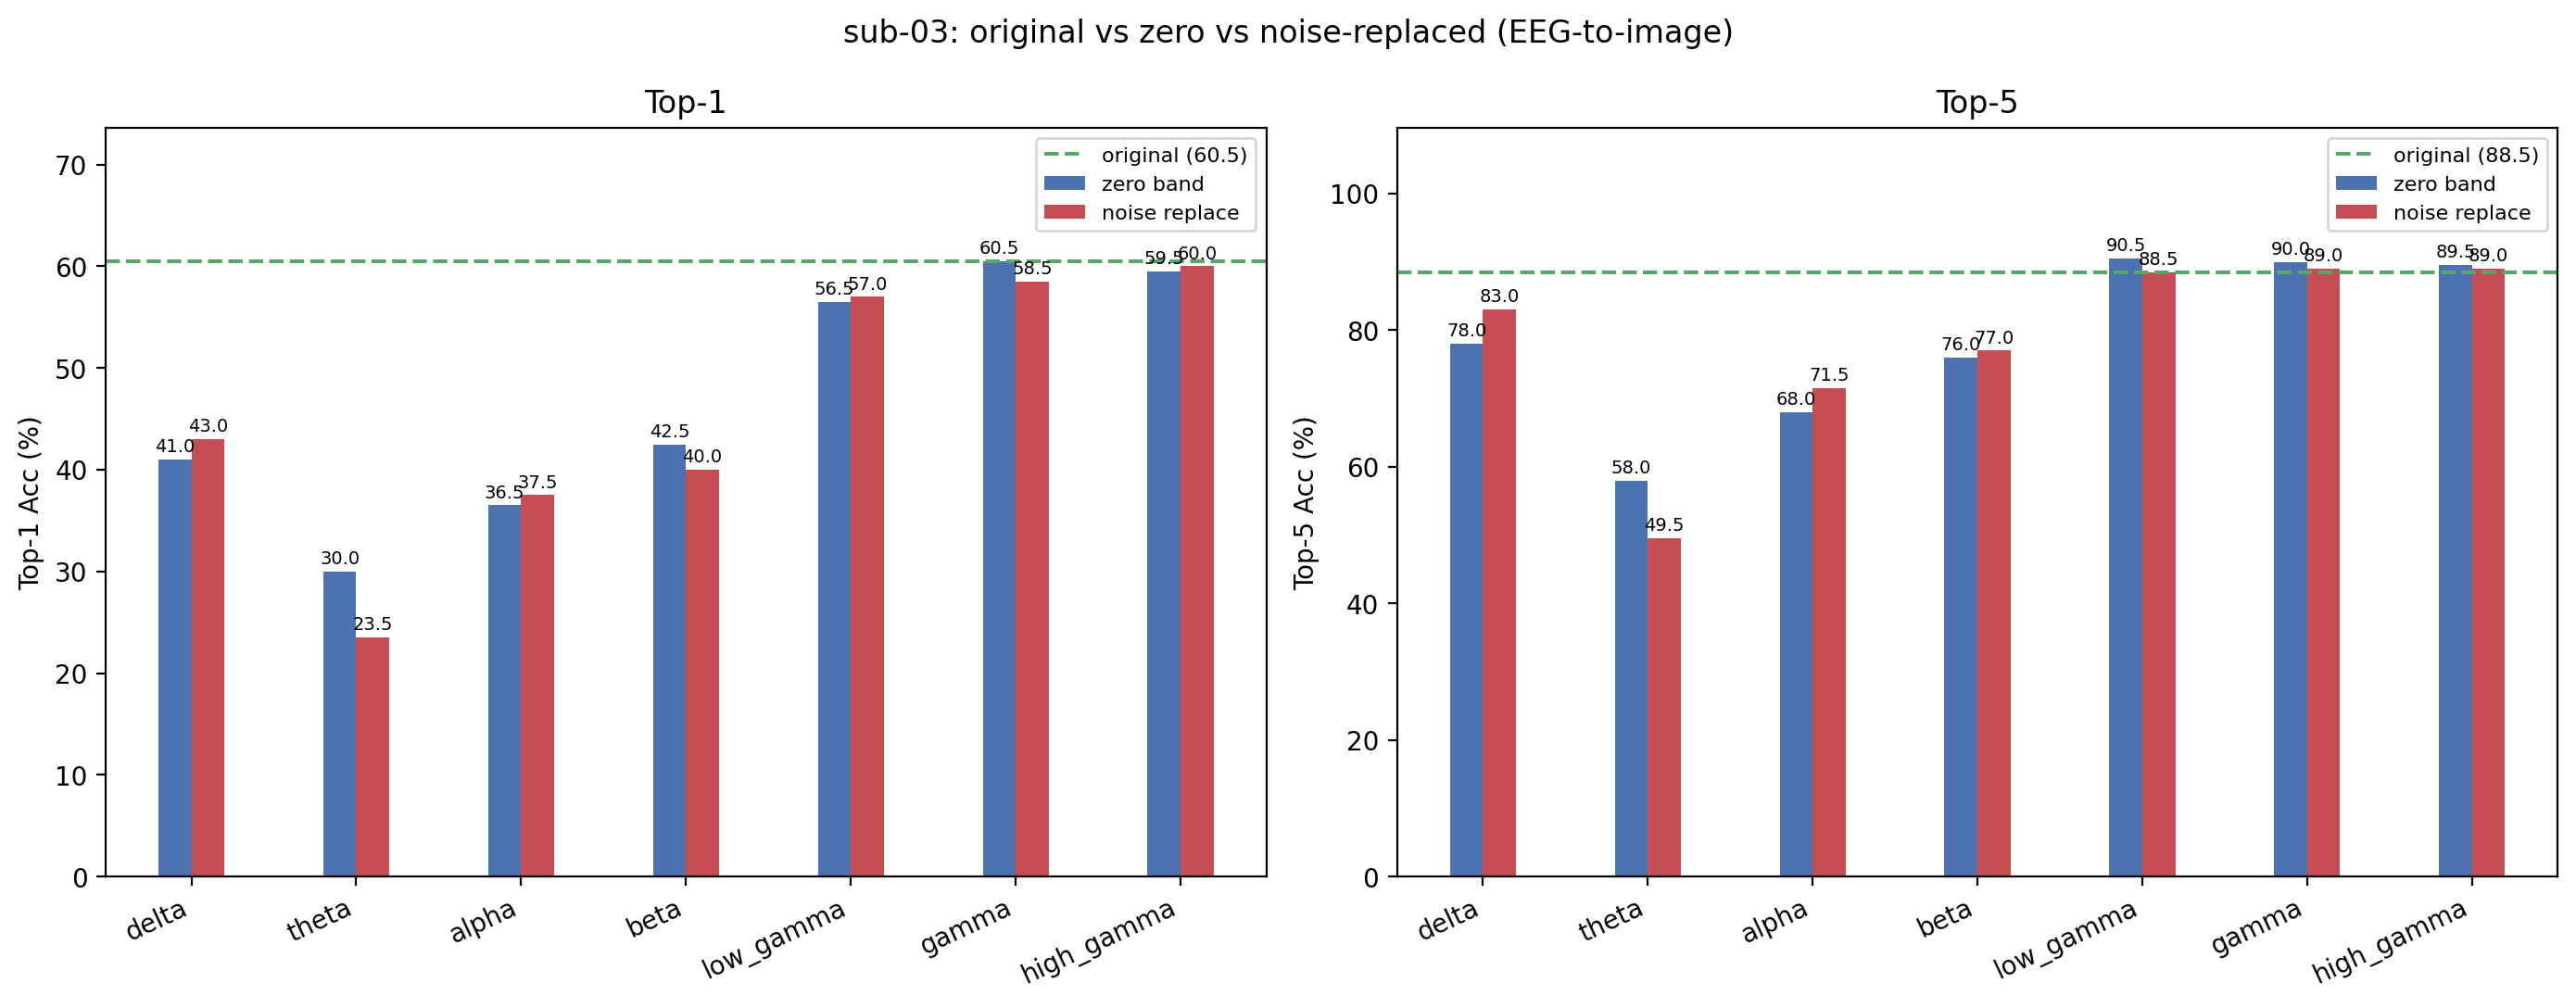 sub-03: original vs zero vs noise-replaced (EEG-to-image)
Top-1
Top-1 Acc (%)
70
60
50
40
30
20
10
0
original (60.5)
zero band
noise replace
41.0
43.0
30.0
23.5
36.5
37.5
42.5
40.0
56.5
57.0
60.5
58.5
59.5
60.0
delta
theta
alpha
beta
low_gamma
gamma
high_gamma
Top-5
Top-5 Acc (%)
100
80
60
40
20
0
original (88.5)
zero band
noise replace
78.0
83.0
58.0
49.5
68.0
71.5
76.0
77.0
90.5
88.5
90.0
89.0
89.5
89.0
delta
theta
alpha
beta
low_gamma
gamma
high_gamma